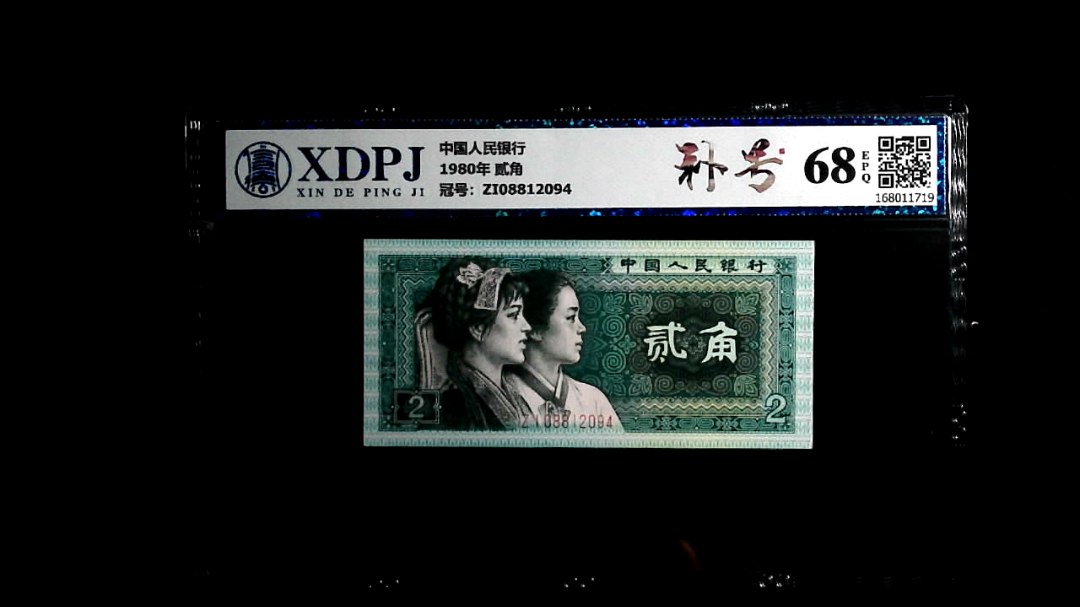 XDPJ
XIN DE PING JI
中国人民银行
1980年 贰角
冠号：ZI08812094
补号
68
EPQ
168011719
中国人民银行
贰角
2
2
ZI08812094